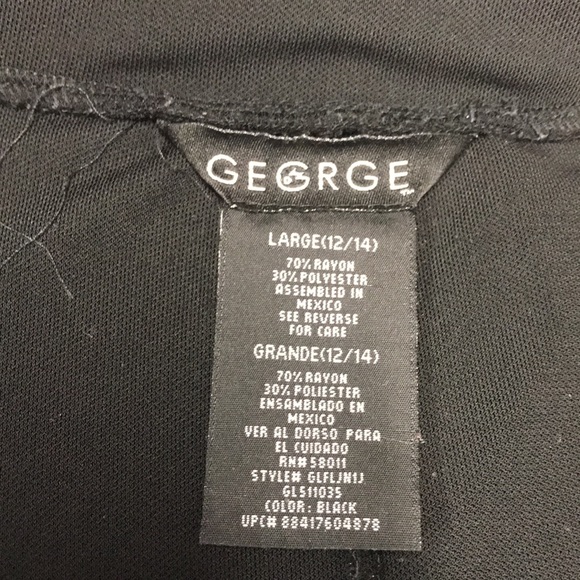 GEORGE™
LARGE(12/14)
70% RAYON
30% POLYESTER
ASSEMBLED IN
MEXICO
SEE REVERSE
FOR CARE
GRANDE(12/14)
70% RAYON
30% POLIESTER
ENSAMBLADO EN
MEXICO
VER AL DORSO PARA
EL CUIDADO
RN# 58011
STYLE# GLFLJN1J
GL511035
COLOR: BLACK
UPC# 88417604878